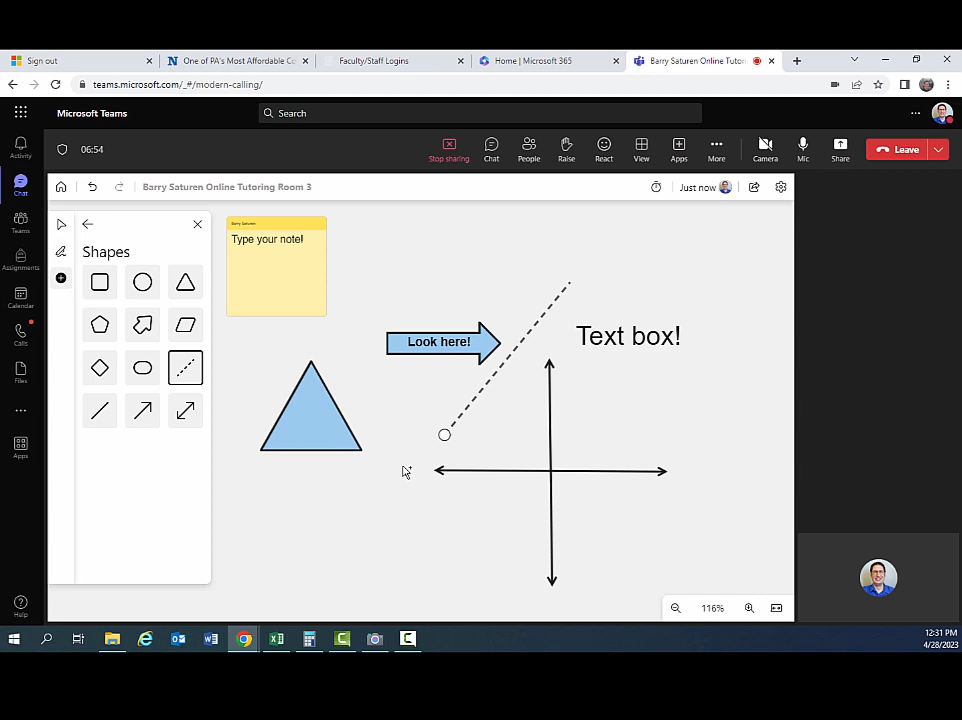 Sign out
One of PA's Most Affordable Co
Faculty/Staff Logins
Home | Microsoft 365
Barry Saturen Online Tutorin
teams.microsoft.com/_#/modern-calling/
Microsoft Teams
Search
Activity
Chat
Teams
Assignments
Calendar
Calls
Files
Apps
Help
06:54
Stop sharing
Chat
People
Raise
React
View
Apps
More
Camera
Mic
Share
Leave
Barry Saturen Online Tutoring Room 3
Just now
Shapes
Barry Saturen
Type your note!
Look here!
Text box!
116%
12:31 PM
4/28/2023